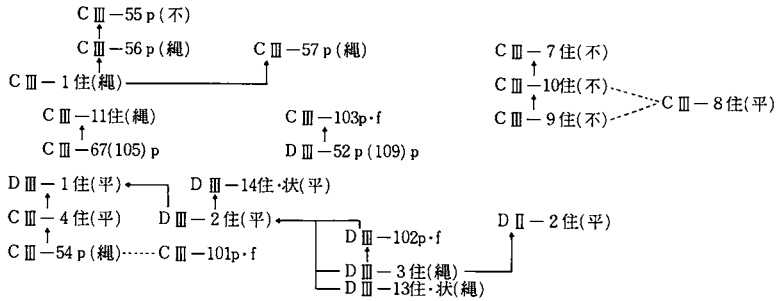 CⅢ－55p(不)
CⅢ－56p(縄)　CⅢ－57p(縄)
CⅢ－1住(縄)
CⅢ－7住(不)
CⅢ－10住(不)
CⅢ－9住(不)
CⅢ－8住(平)
CⅢ－11住(縄)　CⅢ－103p·f
CⅢ－67(105)p　DⅢ－52p(109)p
DⅢ－1住(平)　DⅢ－14住·状(平)
CⅢ－4住(平)　DⅢ－2住(平)　DⅡ－2住(平)
DⅢ－102p·f
CⅢ－54p(縄)……CⅢ－101p·f
DⅢ－3住(縄)
DⅢ－13住·状(縄)